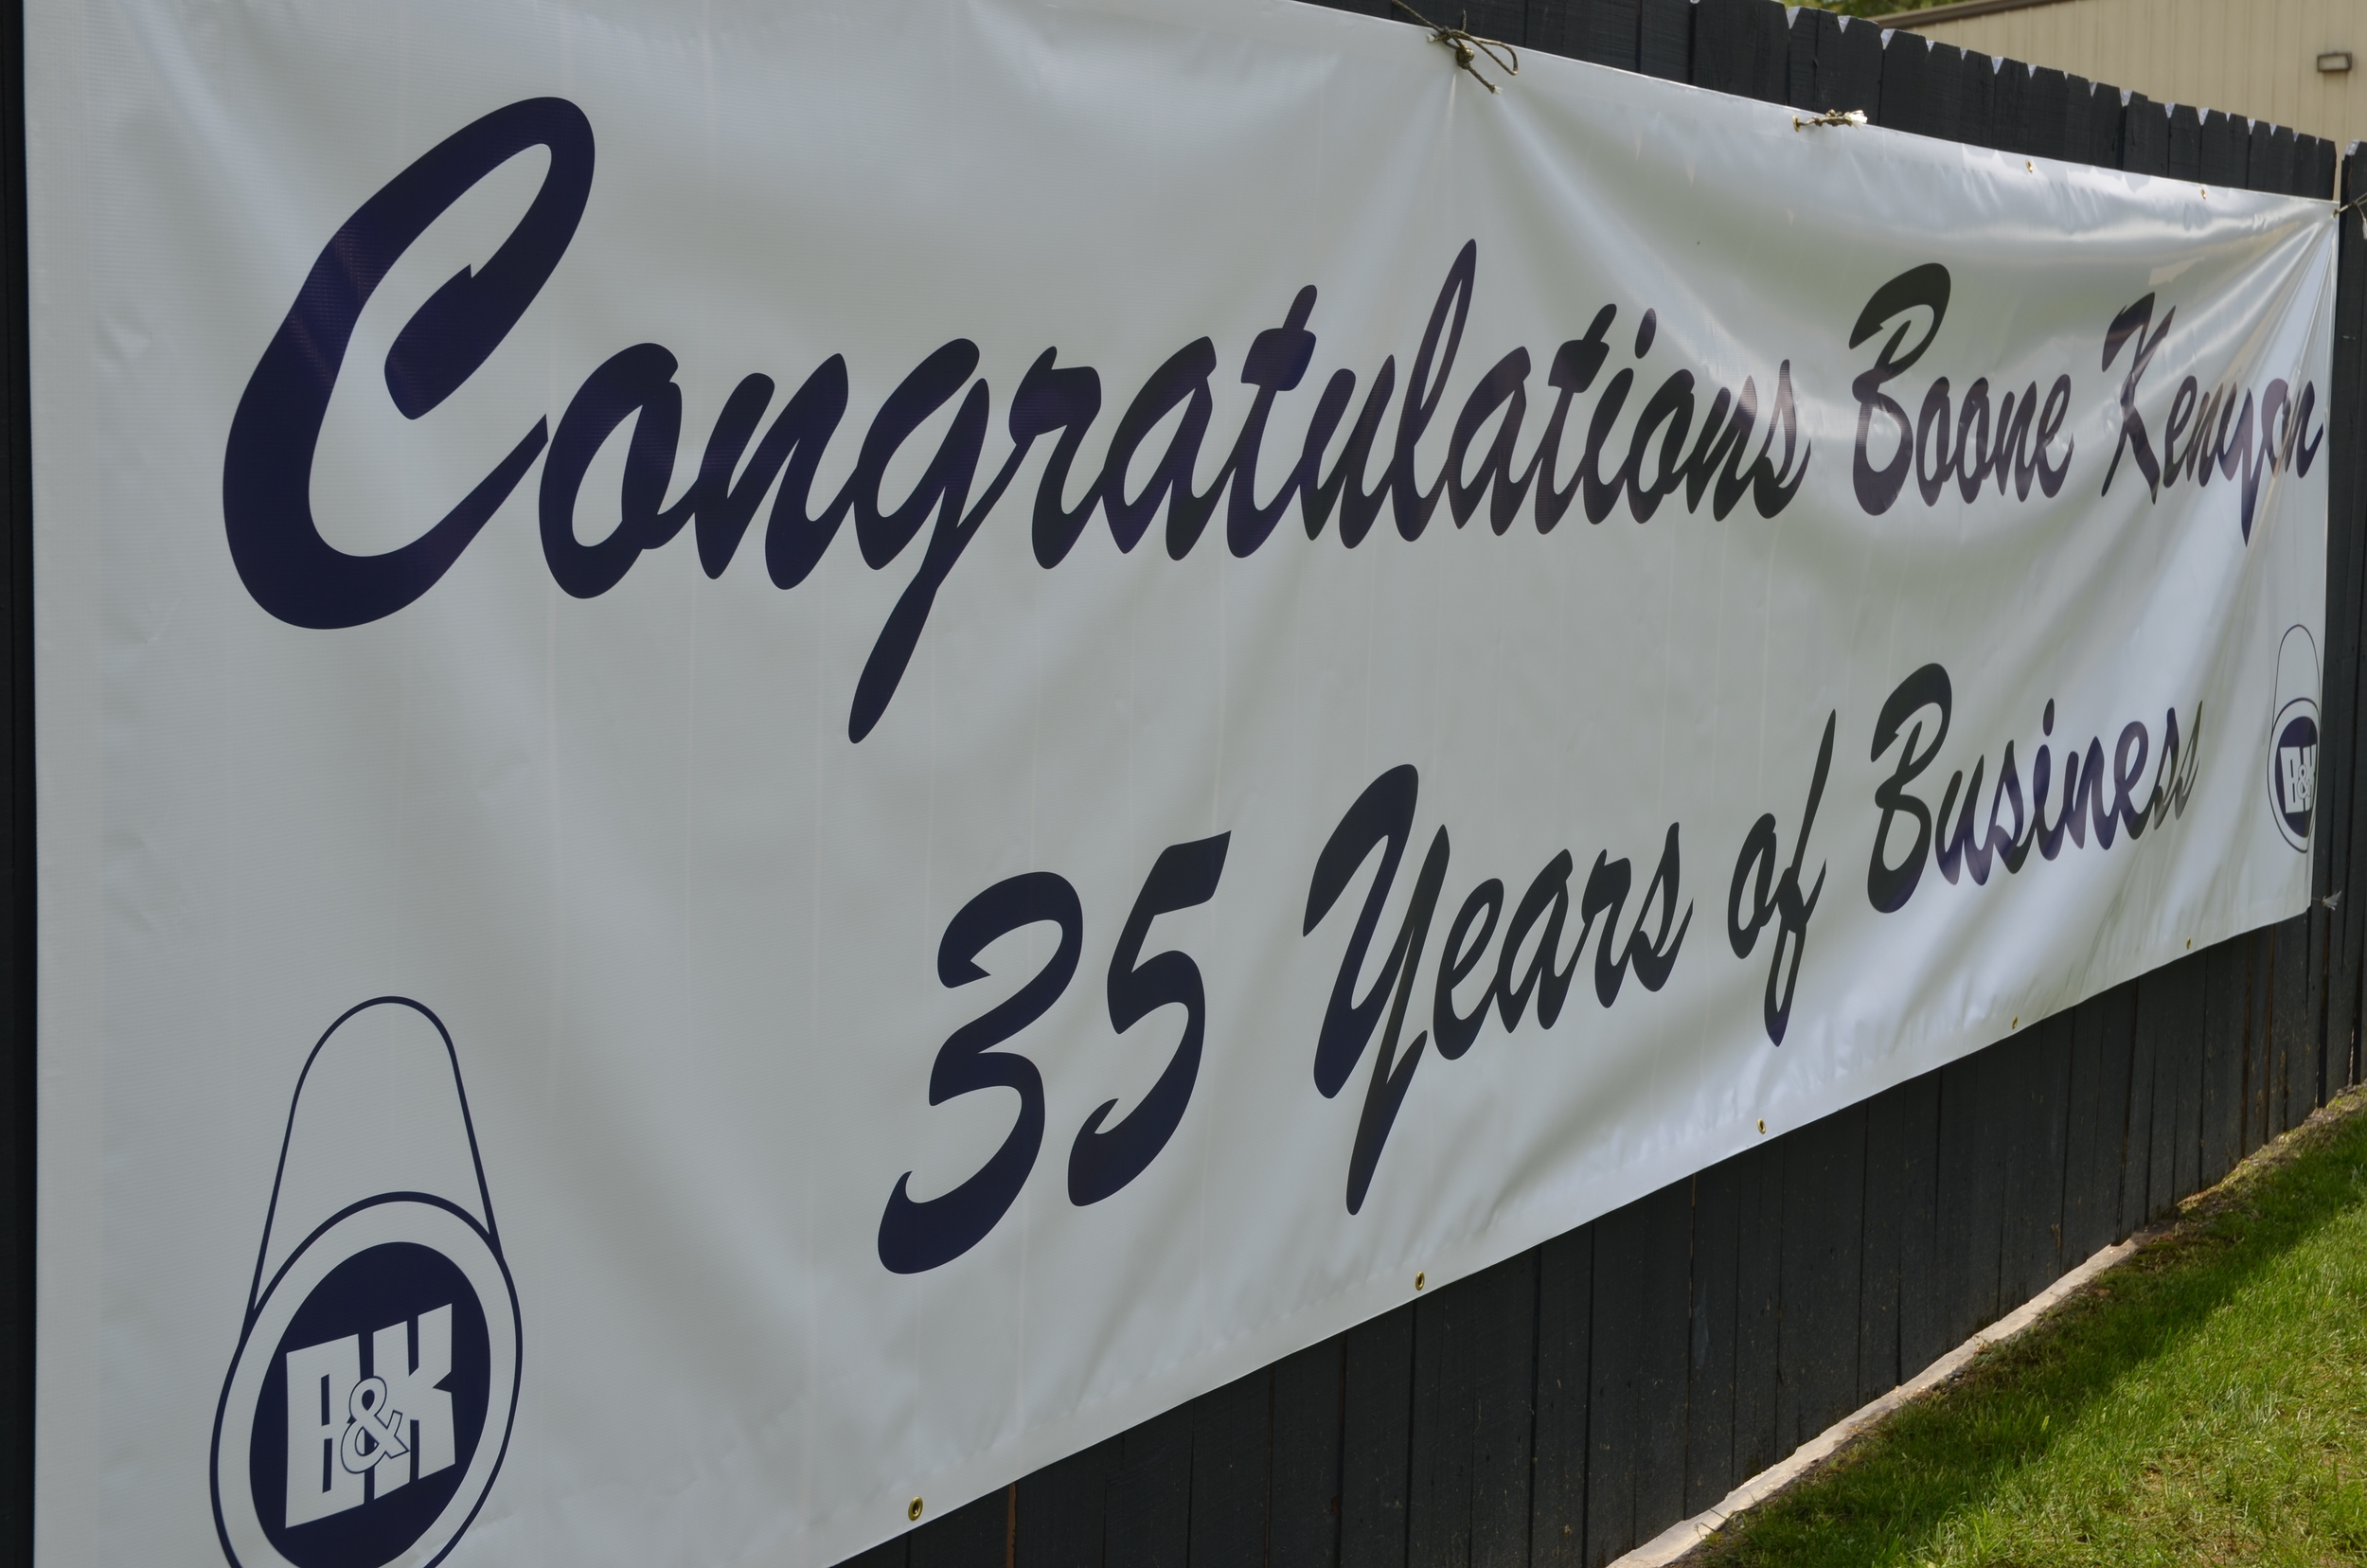 Congratulations Boone Kenyon
35 Years of Business
B&K
B&K